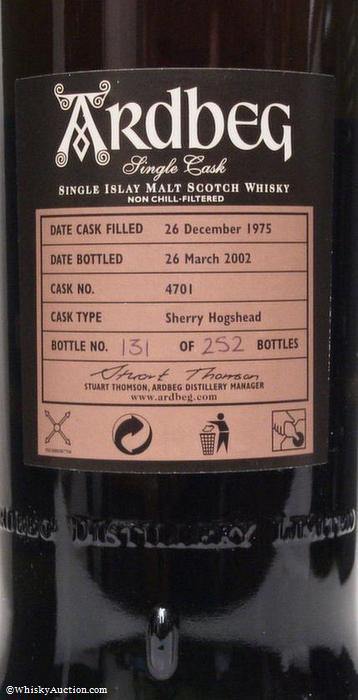 ARDBEG
Single Cask
SINGLE ISLAY MALT SCOTCH WHISKY
NON CHILL-FILTERED
DATE CASK FILLED 26 December 1975
DATE BOTTLED 26 March 2002
CASK NO. 4701
CASK TYPE Sherry Hogshead
BOTTLE NO. 131 OF 252 BOTTLES
Stuart Thomson
STUART THOMSON, ARDBEG DISTILLERY MANAGER
www.ardbeg.com
DISTILLERY LIMITED
©WhiskyAuction.com